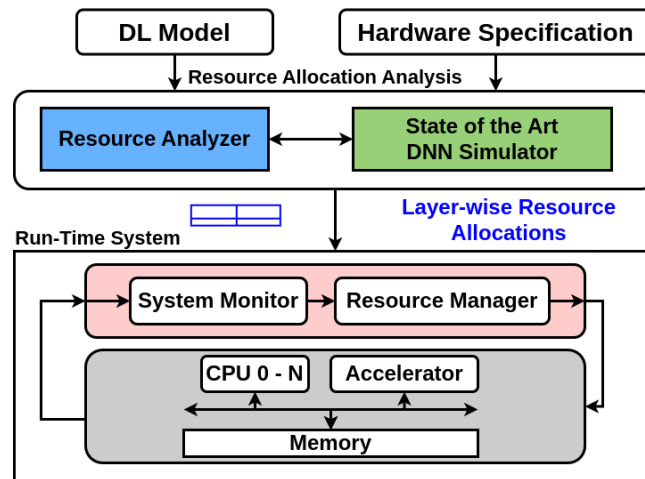 DL Model
Hardware Specification
Resource Allocation Analysis
Resource Analyzer
State of the Art
DNN Simulator
Layer-wise Resource
Allocations
Run-Time System
System Monitor
Resource Manager
CPU 0 - N
Accelerator
Memory